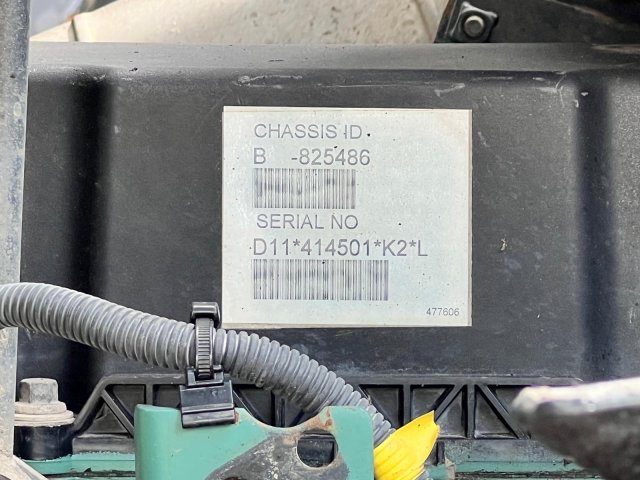 CHASSIS ID
B -825486
SERIAL NO
D11*414501*K2*L
477606